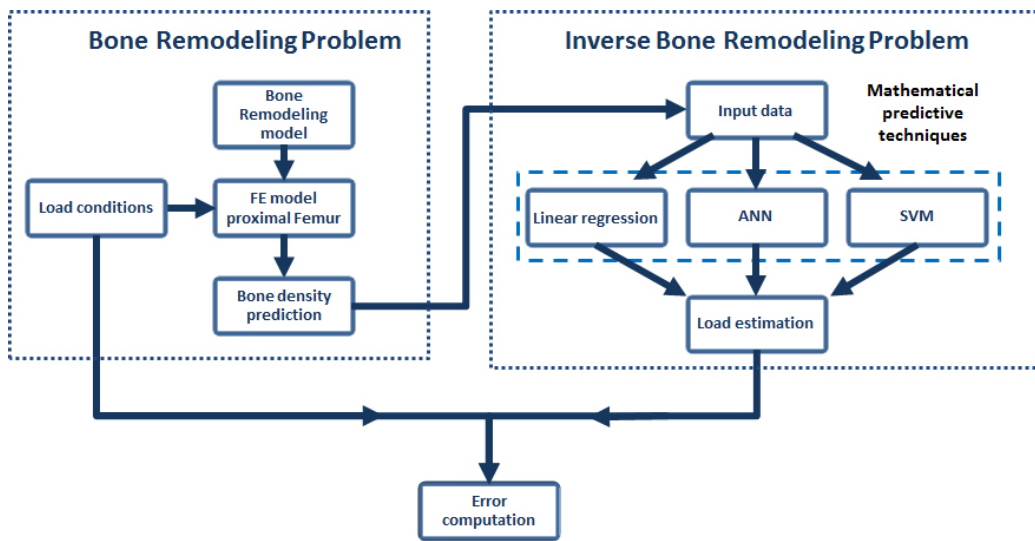 Bone Remodeling Problem
Bone
Remodeling
model
Load conditions
FE model
proximal Femur
Bone density
prediction
Inverse Bone Remodeling Problem
Input data
Mathematical
predictive
techniques
Linear regression
ANN
SVM
Load estimation
Error
computation